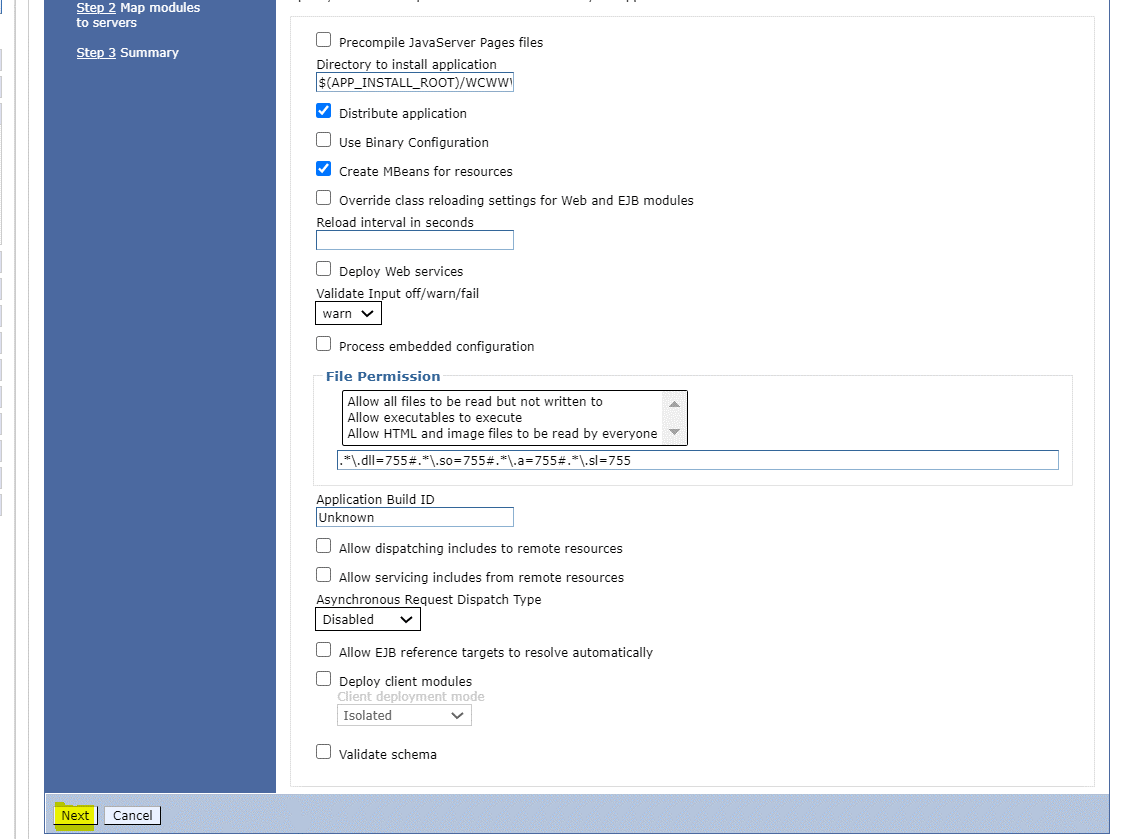 Step 2 Map modules
to servers
Step 3 Summary
Precompile JavaServer Pages files
Directory to install application
$(APP_INSTALL_ROOT)/WCWW
Distribute application
Use Binary Configuration
Create MBeans for resources
Override class reloading settings for Web and EJB modules
Reload interval in seconds
Deploy Web services
Validate Input off/warn/fail
warn
Process embedded configuration
File Permission
Allow all files to be read but not written to
Allow executables to execute
Allow HTML and image files to be read by everyone
.*\.dll=755#.*\.so=755#.*\.a=755#.*\.sl=755
Application Build ID
Unknown
Allow dispatching includes to remote resources
Allow servicing includes from remote resources
Asynchronous Request Dispatch Type
Disabled
Allow EJB reference targets to resolve automatically
Deploy client modules
Client deployment mode
Isolated
Validate schema
Next Cancel